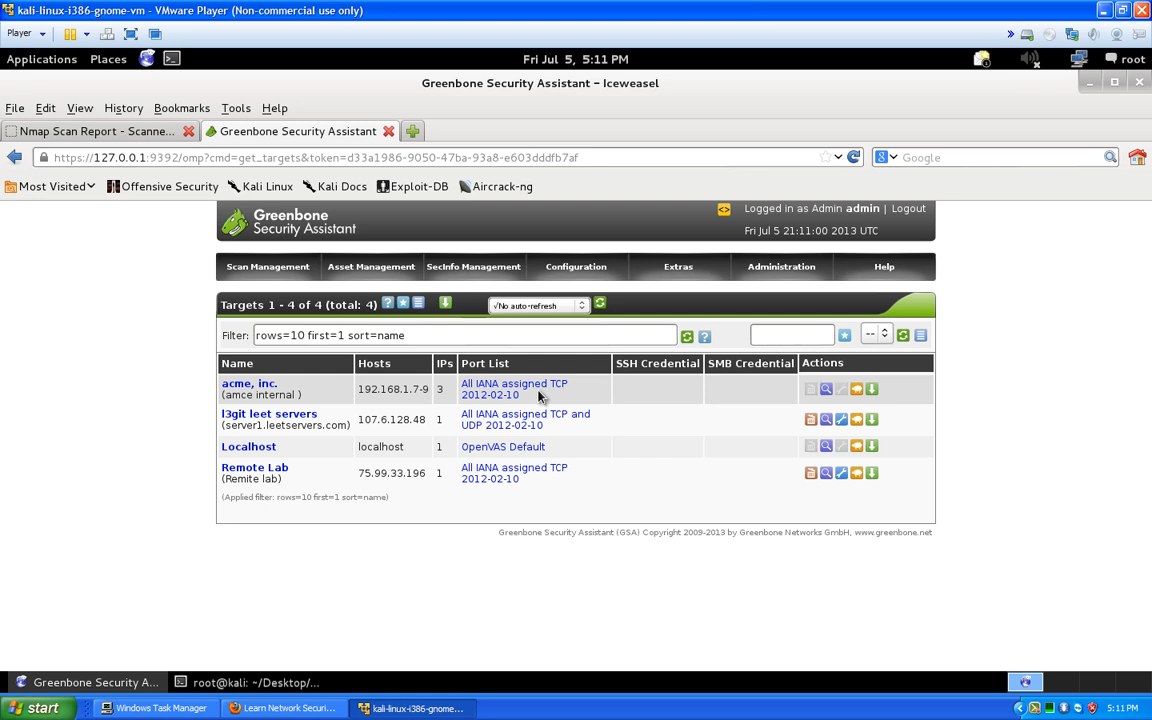 kali-linux-i386-gnome-vm - VMware Player (Non-commercial use only)
Player
Applications Places Fri Jul 5, 5:11 PM root
Greenbone Security Assistant - Iceweasel
File Edit View History Bookmarks Tools Help
Nmap Scan Report - Scanne... Greenbone Security Assistant
https://127.0.0.1:9392/omp?cmd=get_targets&token=d33a1986-9050-47ba-93a8-e603dddfb7af Google
Most Visited Offensive Security Kali Linux Kali Docs Exploit-DB Aircrack-ng
Greenbone
Security Assistant
Logged in as Admin admin | Logout
Fri Jul 5 21:11:00 2013 UTC
Scan Management Asset Management SecInfo Management Configuration Extras Administration Help
Targets 1 - 4 of 4 (total: 4) √No auto-refresh
Filter: rows=10 first=1 sort=name --
Name Hosts IPs Port List SSH Credential SMB Credential Actions
acme, inc. 192.168.1.7-9 3 All IANA assigned TCP
(amce internal ) 2012-02-10
l3git leet servers 107.6.128.48 1 All IANA assigned TCP and
(server1.leetservers.com) UDP 2012-02-10
Localhost localhost 1 OpenVAS Default
Remote Lab 75.99.33.196 1 All IANA assigned TCP
(Remite lab) 2012-02-10
(Applied filter: rows=10 first=1 sort=name)
Greenbone Security Assistant (GSA) Copyright 2009-2013 by Greenbone Networks GmbH, www.greenbone.net
Greenbone Security A... root@kali: ~/Desktop/...
start Windows Task Manager Learn Network Securi... kali-linux-i386-gnome... 5:11 PM